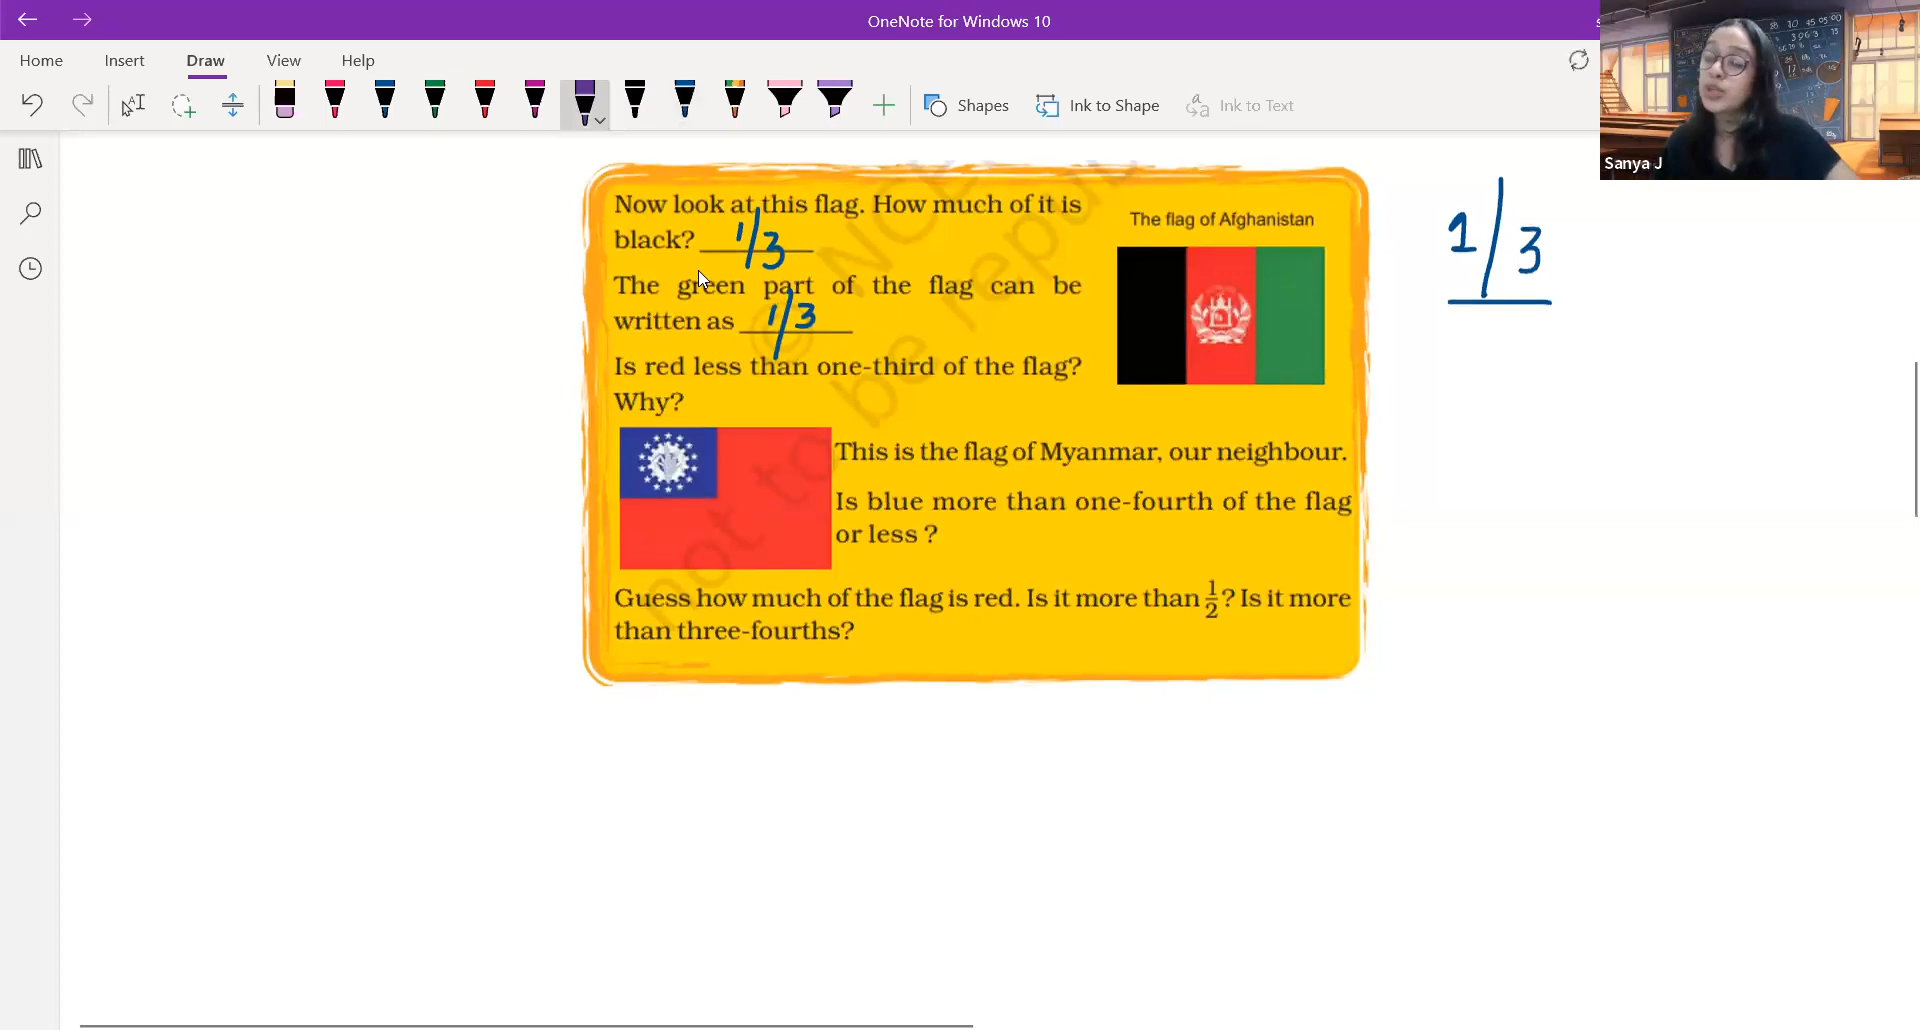 OneNote for Windows 10
Home Insert Draw View Help
Shapes Ink to Shape Ink to Text
Sanya J
Now look at this flag. How much of it is
black? 1/3
The green part of the flag can be
written as 1/3
Is red less than one-third of the flag?
Why?
The flag of Afghanistan
1/3
This is the flag of Myanmar, our neighbour.
Is blue more than one-fourth of the flag
or less ?
Guess how much of the flag is red. Is it more than 1/2? Is it more
than three-fourths?
not to be repu
© NCE